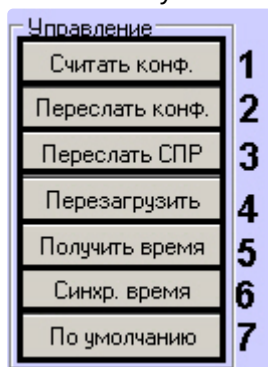 Управление
Считать конф. 1
Переслать конф. 2
Переслать СПР 3
Перезагрузить 4
Получить время 5
Синхр. время 6
По умолчанию 7